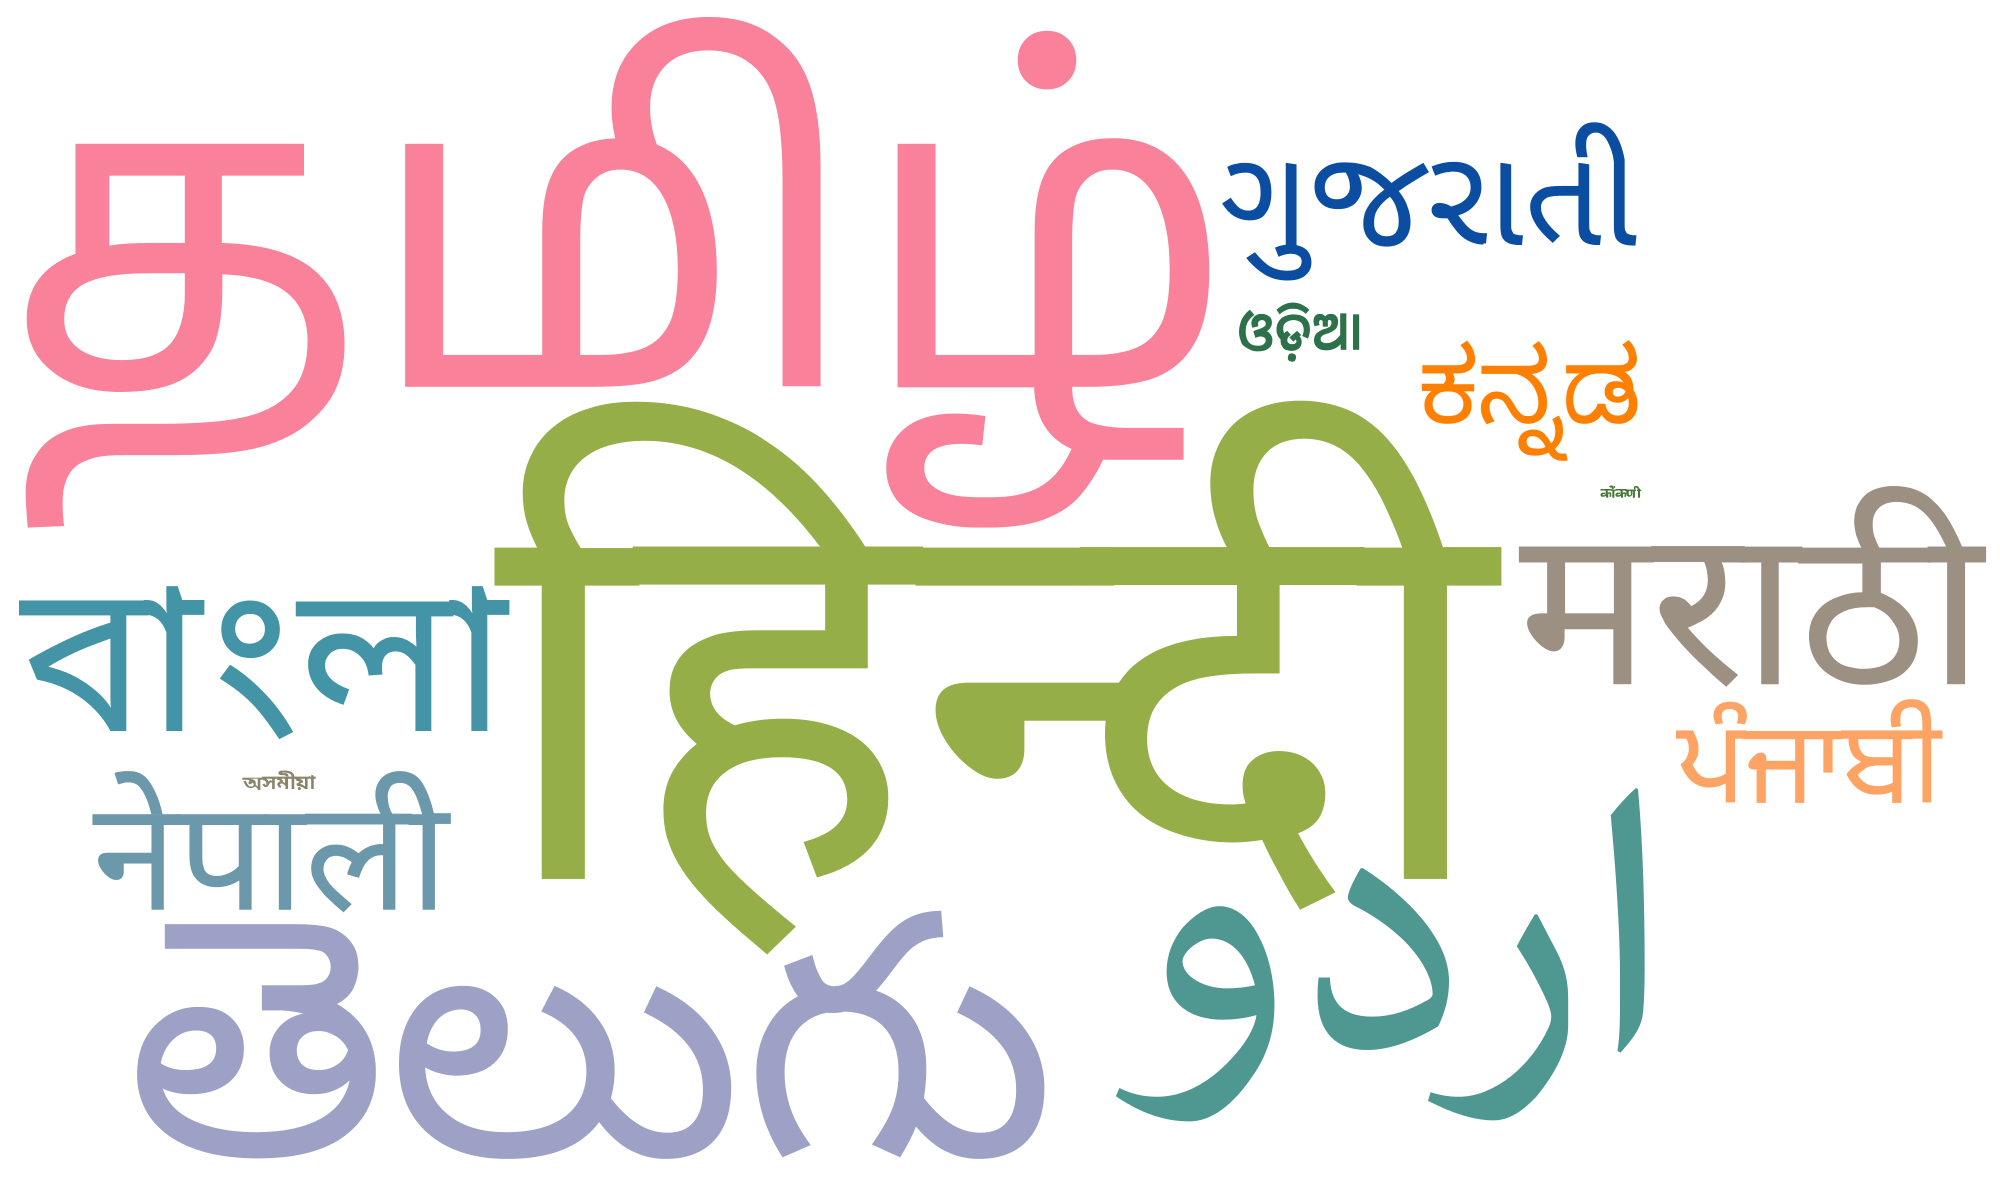 தமிழ்
ગુજરાતી
ଓଡ଼ିଆ
ಕನ್ನಡ
कोंकणी
हिन्दी
मराठी
বাংলা
ਪੰਜਾਬੀ
অসমীয়া
नेपाली
اردو
తెలుగు